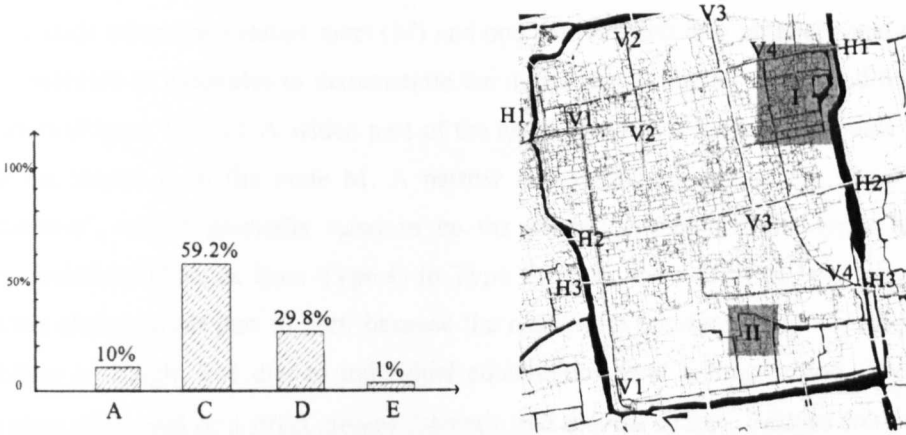 100%
50%
0
10%
59.2%
29.8%
1%
A C D E
V3
V2
V4 H1
I
H1 V1
V2
H2
V3
H2
V4
H3 H3
II
V1